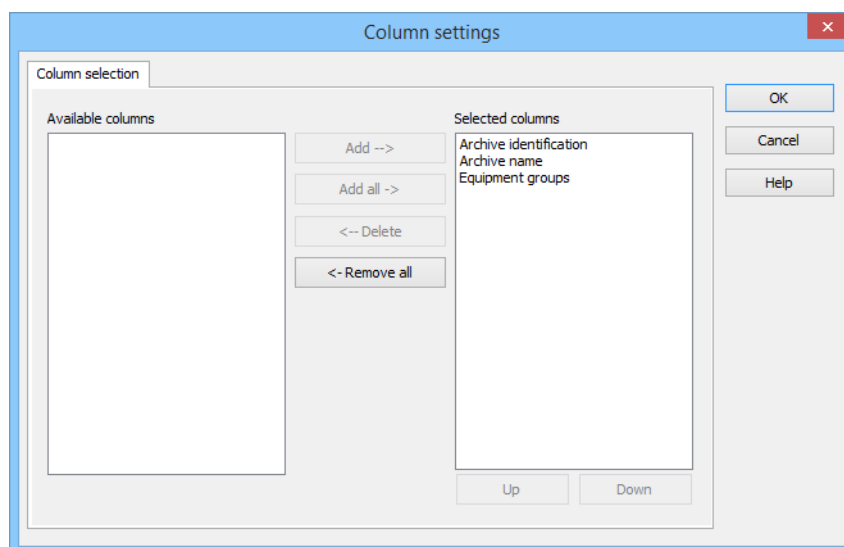 Column settings
Column selection
Available columns
Selected columns
Add -->
Add all ->
<-- Delete
<- Remove all
Archive identification
Archive name
Equipment groups
Up
Down
OK
Cancel
Help